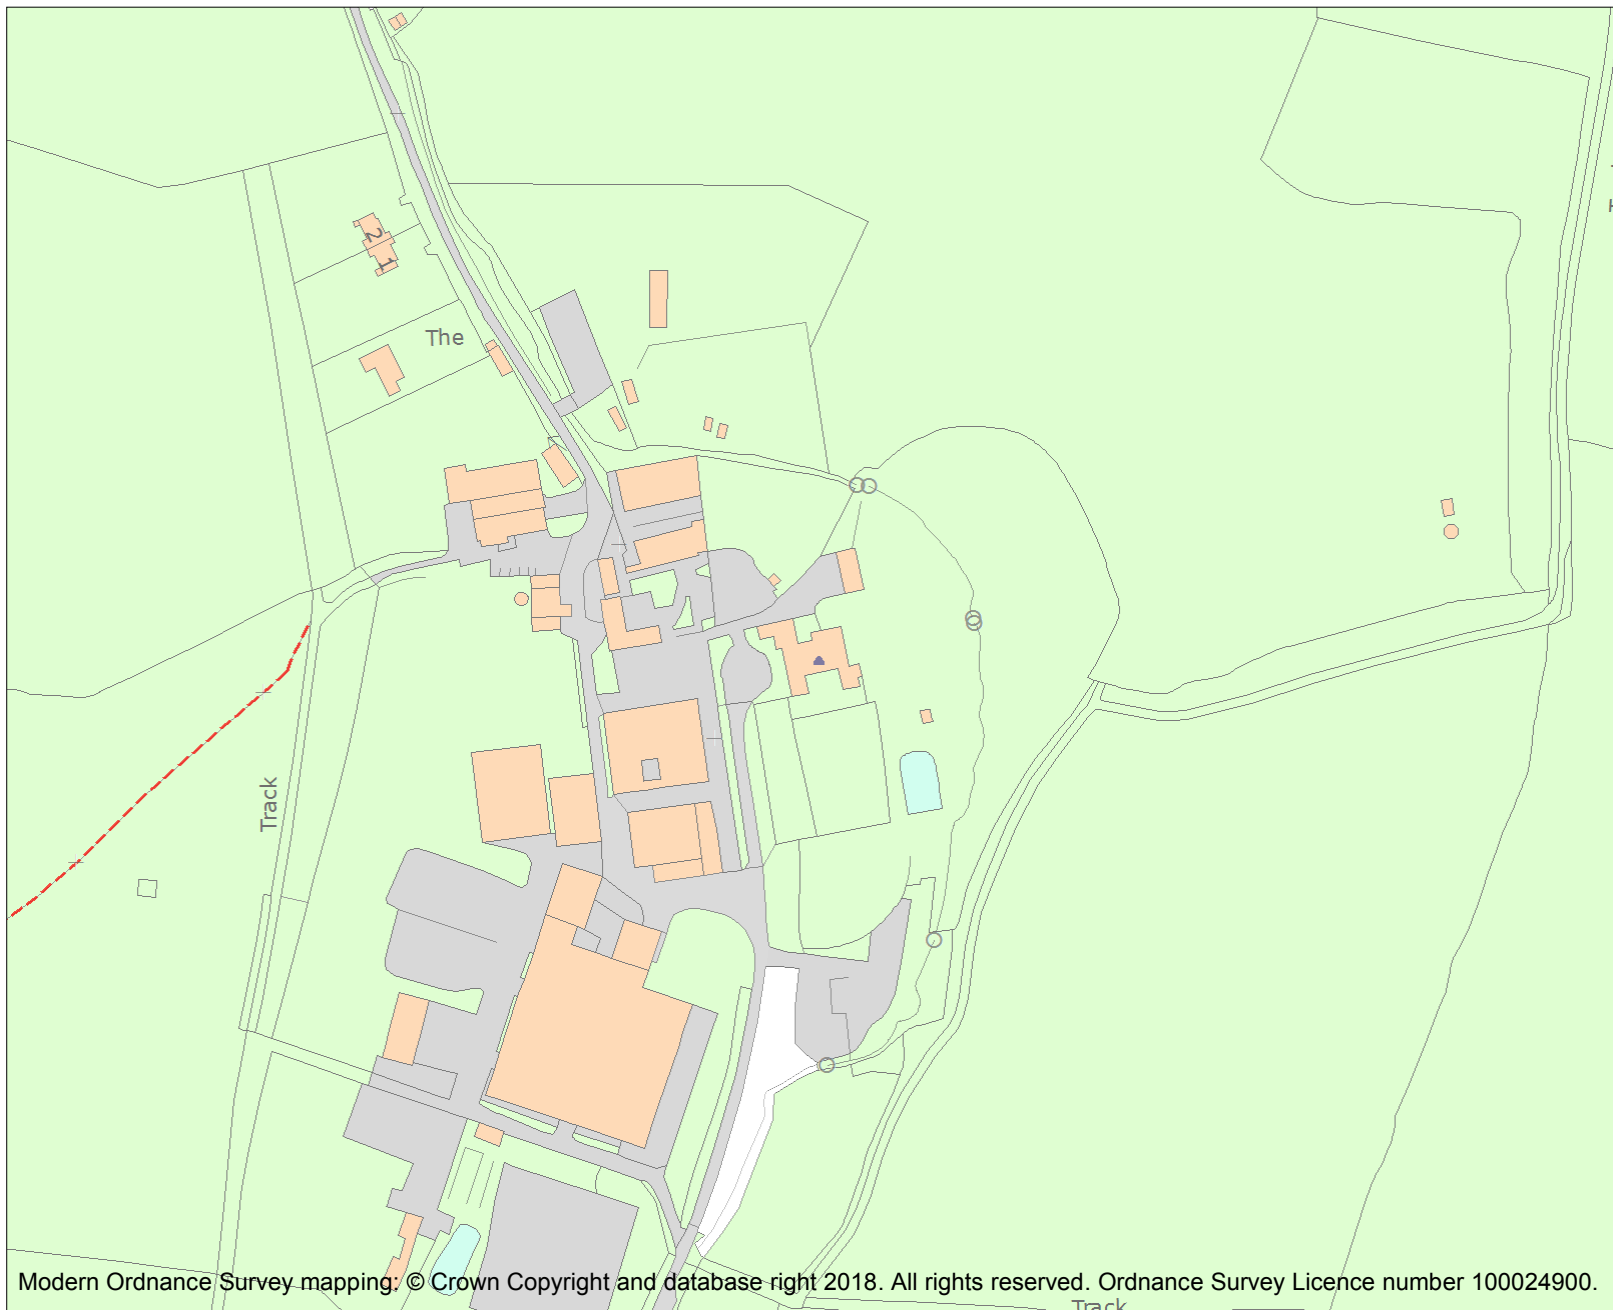 2
1
The
Track
Modern Ordnance Survey mapping: © Crown Copyright and database right 2018. All rights reserved. Ordnance Survey Licence number 100024900.
Track